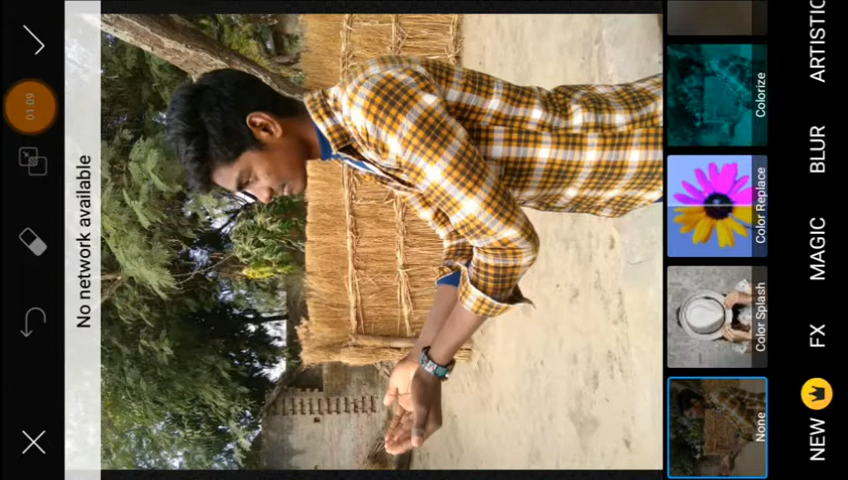 No network available
01:09
None
Color Splash
Color Replace
Colorize
NEW
FX
MAGIC
BLUR
ARTISTIC